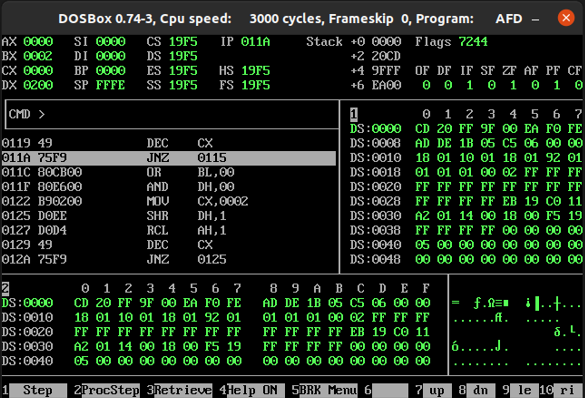 DOSBox 0.74-3, Cpu speed: 3000 cycles, Frameskip 0, Program: AFD
AX 0000 SI 0000 CS 19F5 IP 011A Stack +0 0000 Flags 7244
BX 0002 DI 0000 DS 19F5 +2 20CD
CX 0000 BP 0000 ES 19F5 HS 19F5 +4 9FFF OF DF IF SF ZF AF PF CF
DX 0200 SP FFFE SS 19F5 FS 19F5 +6 EA00 0 0 1 0 1 0 1 0
CMD >
1 0 1 2 3 4 5 6 7
DS:0000 CD 20 FF 9F 00 EA F0 FE
DS:0008 AD DE 1B 05 C5 06 00 00
DS:0010 18 01 10 01 18 01 92 01
DS:0018 01 01 01 00 02 FF FF FF
DS:0020 FF FF FF FF FF FF FF FF
DS:0028 FF FF FF FF EB 19 C0 11
DS:0030 A2 01 14 00 18 00 F5 19
DS:0038 FF FF FF FF 00 00 00 00
DS:0040 05 00 00 00 00 00 00 00
DS:0048 00 00 00 00 00 00 00 00
0119 49 DEC CX
011A 75F9 JNZ 0115
011C 80CB00 OR BL,00
011F 80E600 AND DH,00
0122 B90200 MOV CX,0002
0125 D0EE SHR DH,1
0127 D0D4 RCL AH,1
0129 49 DEC CX
012A 75F9 JNZ 0125
2 0 1 2 3 4 5 6 7 8 9 A B C D E F
DS:0000 CD 20 FF 9F 00 EA F0 FE AD DE 1B 05 C5 06 00 00 = ƒ.Ω≡■ ¡▐..┼...
DS:0010 18 01 10 01 18 01 92 01 01 01 01 00 02 FF FF FF ......Æ. .....
DS:0020 FF FF FF FF FF FF FF FF FF FF FF FF EB 19 C0 11 δ.└.
DS:0030 A2 01 14 00 18 00 F5 19 FF FF FF FF 00 00 00 00 ó.....⌡. ....
DS:0040 05 00 00 00 00 00 00 00 00 00 00 00 00 00 00 00 ........ ........
1 Step 2ProcStep 3Retrieve 4Help ON 5BRK Menu 6 7 up 8 dn 9 le 10 ri